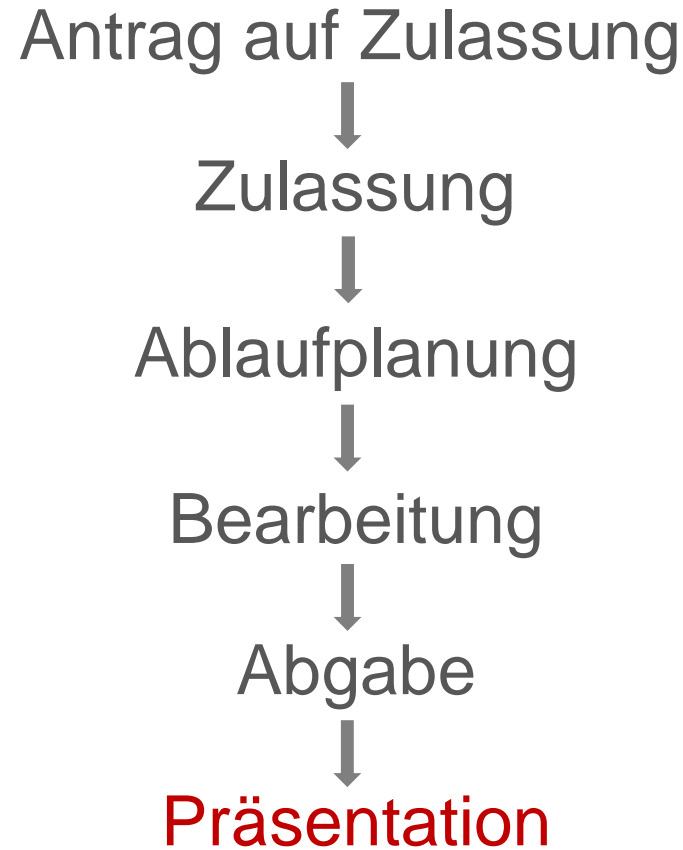 Antrag auf Zulassung
Zulassung
Ablaufplanung
Bearbeitung
Abgabe
Präsentation